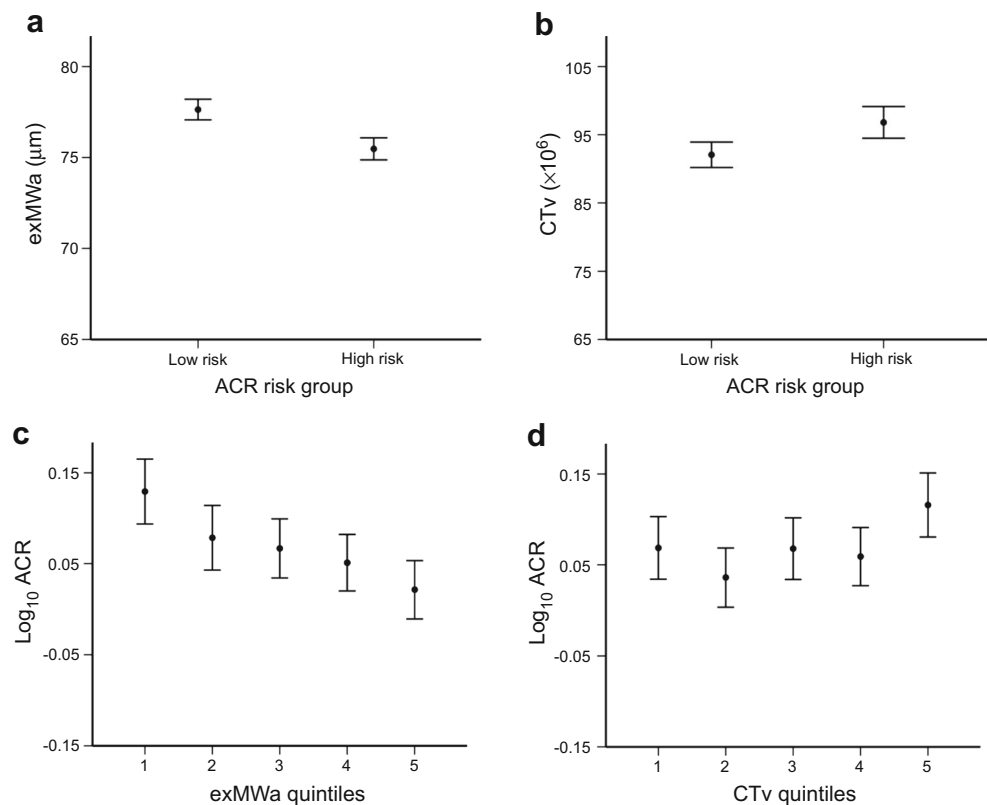 a
80
75
70
65
exMWa (μm)
Low risk
High risk
ACR risk group
b
105
95
85
75
65
CTv (×10⁶)
Low risk
High risk
ACR risk group
c
0.15
0.05
-0.05
-0.15
Log₁₀ ACR
1 2 3 4 5
exMWa quintiles
d
0.15
0.05
-0.05
-0.15
Log₁₀ ACR
1 2 3 4 5
CTv quintiles